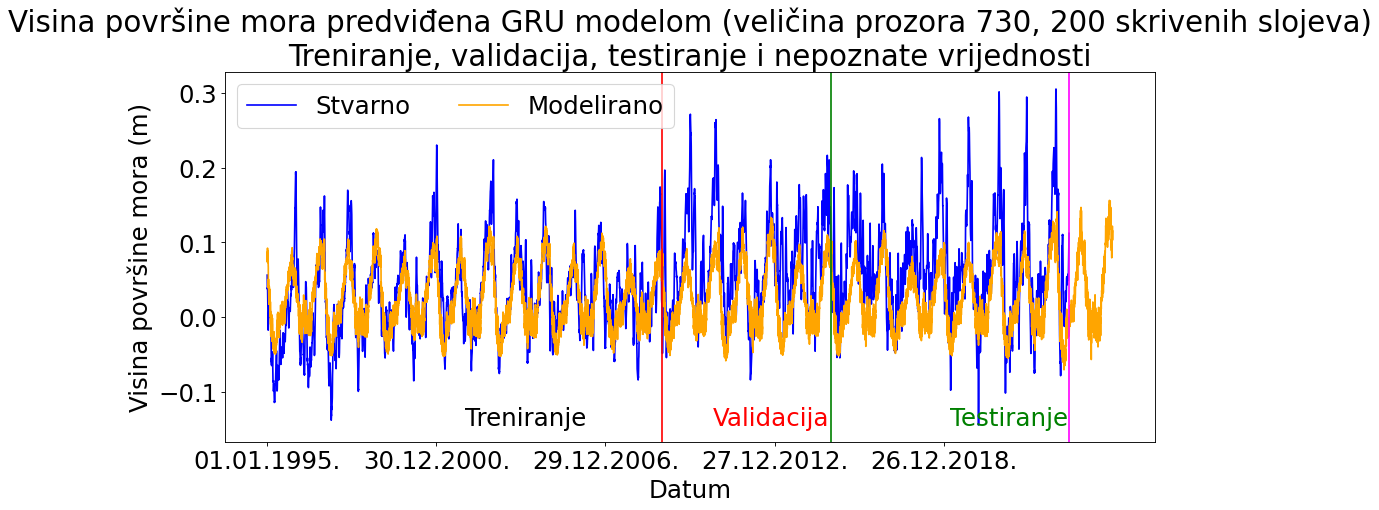 Visina površine mora predviđena GRU modelom (veličina prozora 730, 200 skrivenih slojeva)
Treniranje, validacija, testiranje i nepoznate vrijednosti
Stvarno Modelirano
Visina površine mora (m)
0.3
0.2
0.1
0.0
−0.1
Treniranje Validacija Testiranje
01.01.1995. 30.12.2000. 29.12.2006. 27.12.2012. 26.12.2018.
Datum